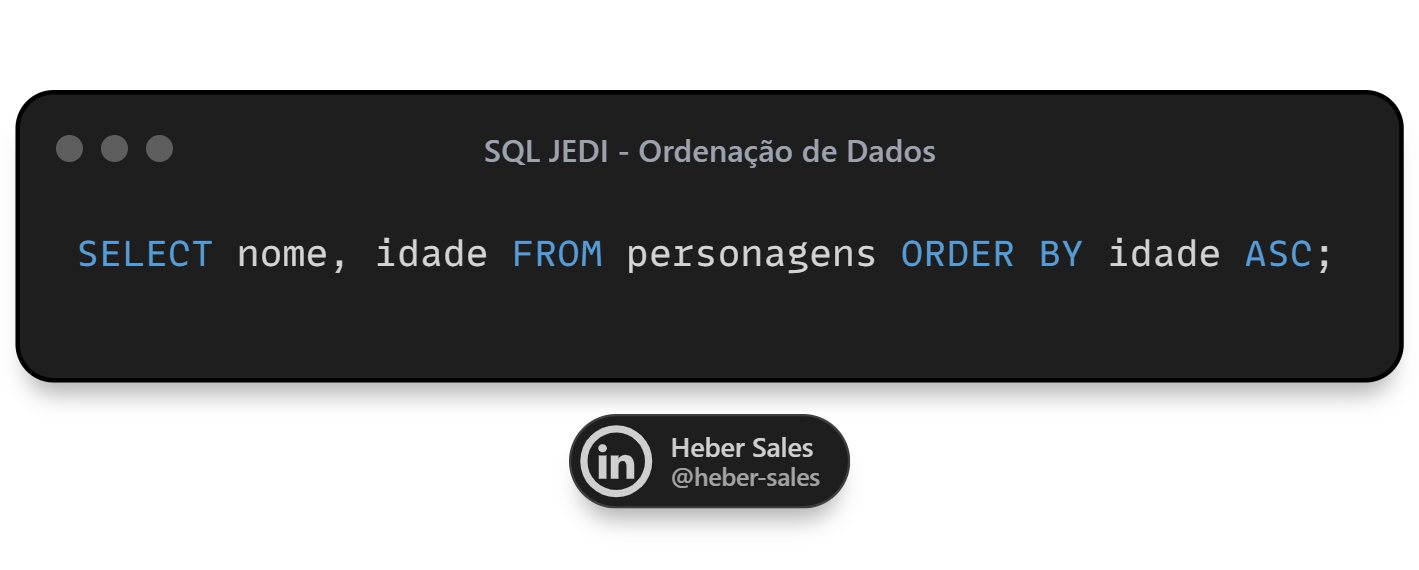 SQL JEDI - Ordenação de Dados
SELECT nome, idade FROM personagens ORDER BY idade ASC;
in
Heber Sales
@heber-sales